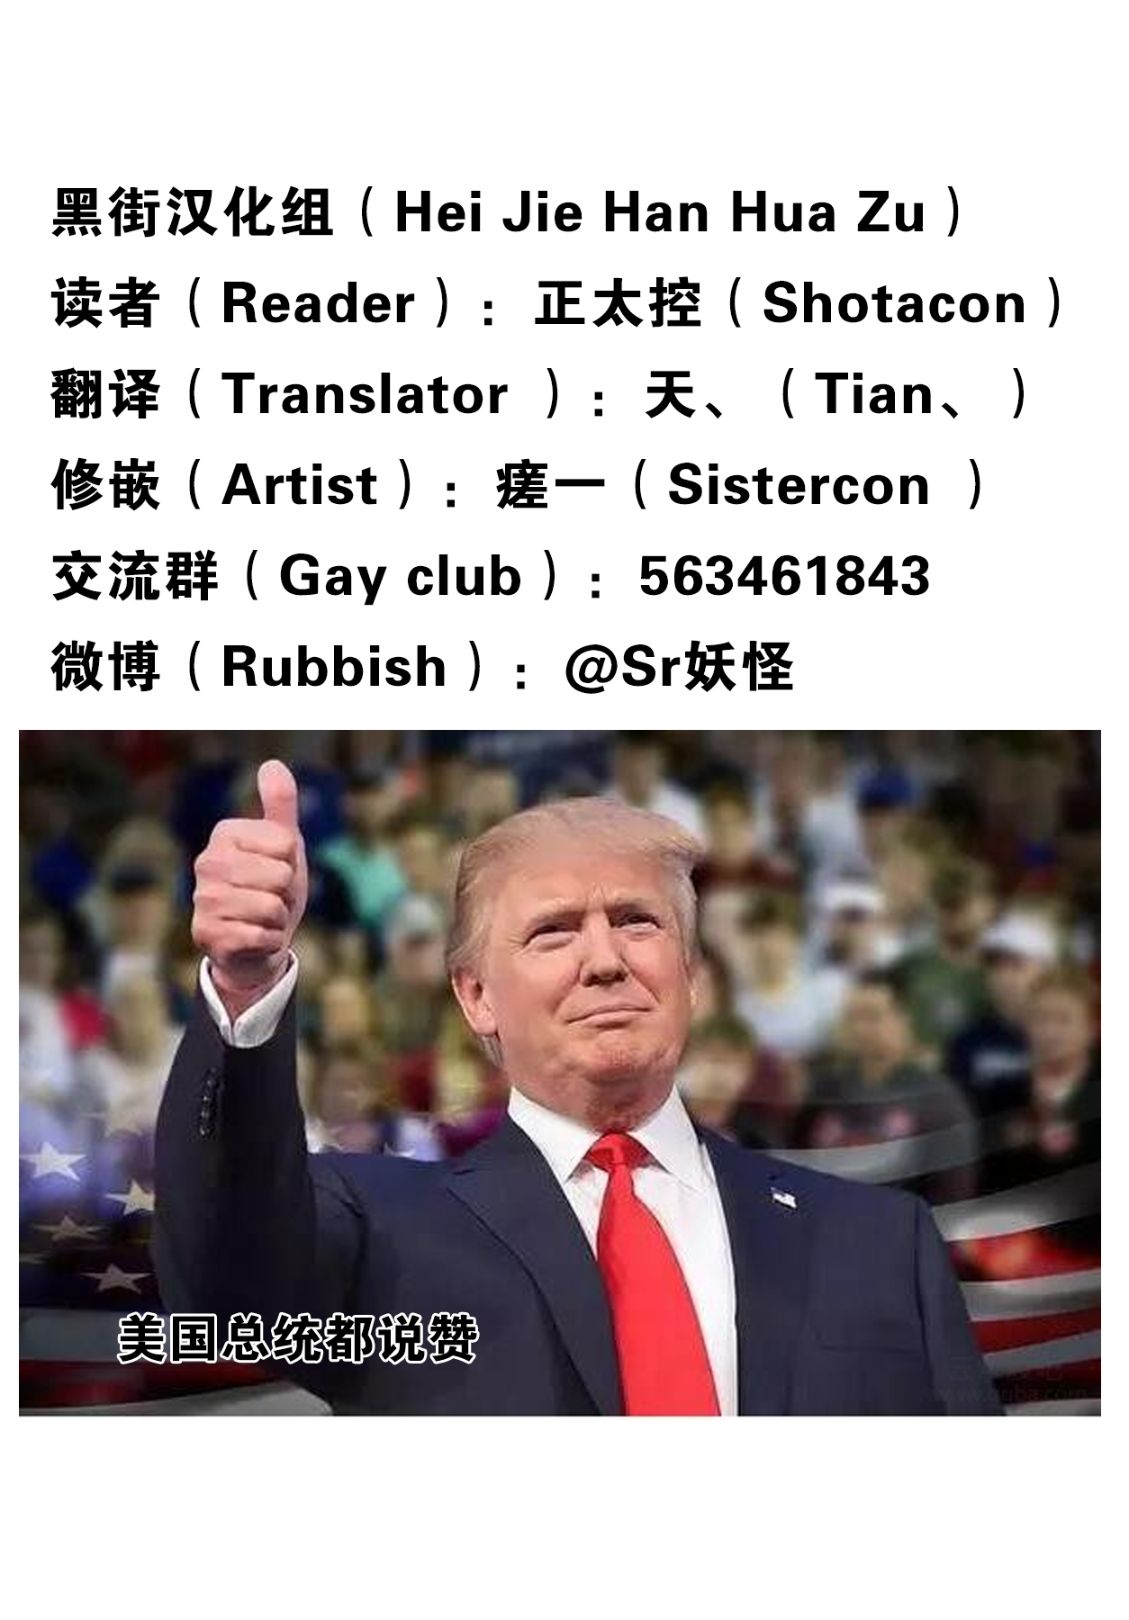 黑街汉化组（Hei Jie Han Hua Zu）
读者（Reader）：正太控（Shotacon）
翻译（Translator ）：天、（Tian、）
修嵌（Artist）：瘥一（Sistercon ）
交流群（Gay club）：563461843
微博（Rubbish）：@Sr妖怪
美国总统都说赞